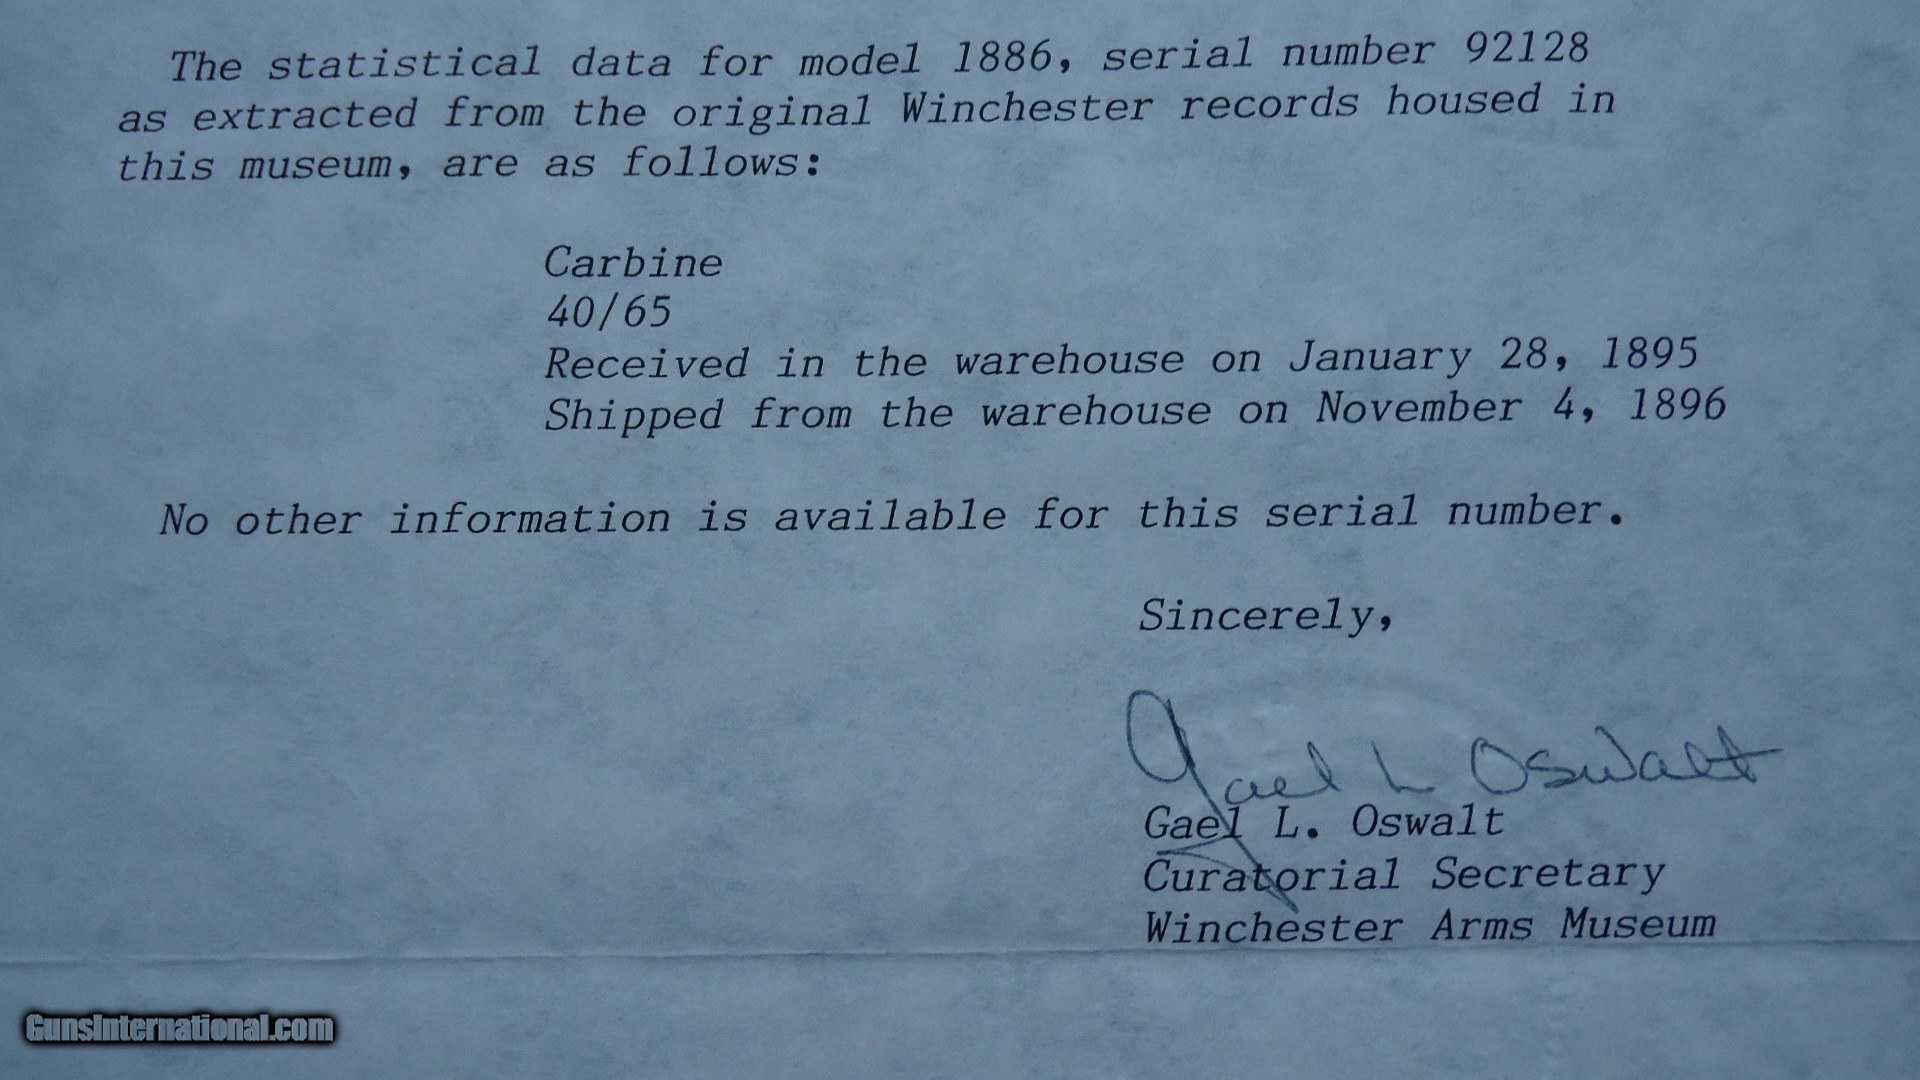 The statistical data for model 1886, serial number 92128
as extracted from the original Winchester records housed in
this museum, are as follows:
Carbine
40/65
Received in the warehouse on January 28, 1895
Shipped from the warehouse on November 4, 1896
No other information is available for this serial number.
Sincerely,
Gael L Oswalt
Gael L. Oswalt
Curatorial Secretary
Winchester Arms Museum
GunsInternational.com